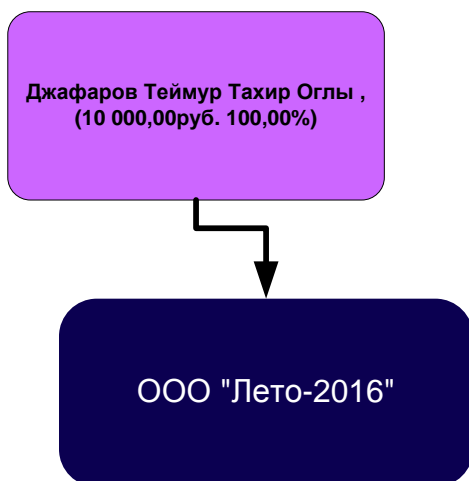 Джафаров Теймур Тахир Оглы ,
(10 000,00руб. 100,00%)
ООО "Лето-2016"